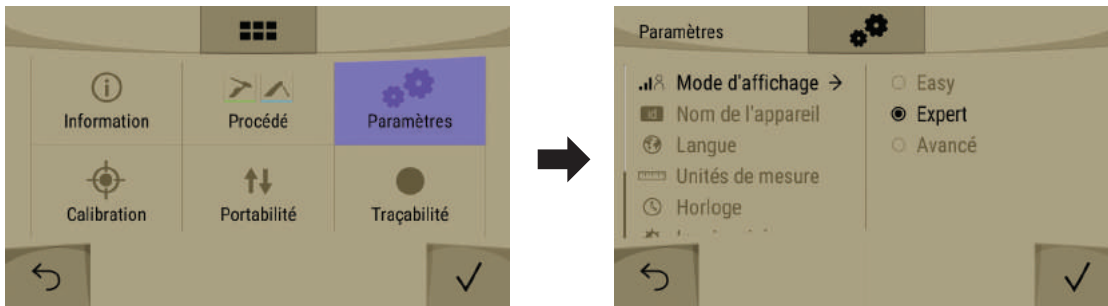 Information
Procédé
Paramètres
Calibration
Portabilité
Traçabilité
Paramètres
Mode d'affichage →
id Nom de l'appareil
Langue
Unités de mesure
Horloge
Easy
Expert
Avancé